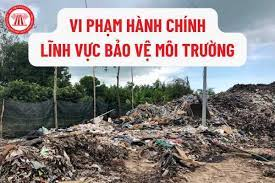 VI PHẠM HÀNH CHÍNH
LĨNH VỰC BẢO VỆ MÔI TRƯỜNG